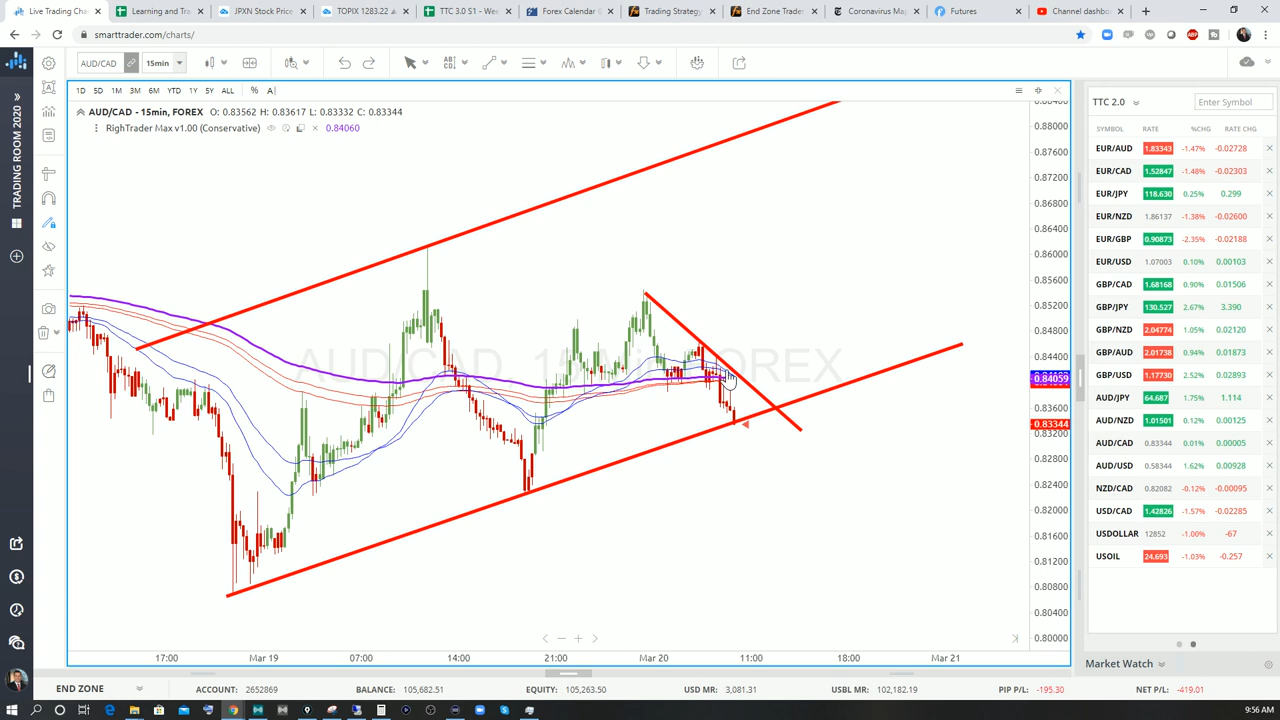 Live Trading Cha
Learning and Tra
JPXN Stock Price
TOPIX 1283.22
TTC 3.0 S1 - Wee
Forex Calendar
Trading Strategy
End Zone Trader
Coronavirus Map
Futures
Channel dashboa
smarttrader.com/charts/
AUD/CAD 15min
1D 5D 1M 3M 6M YTD 1Y 5Y ALL % A
AUD/CAD - 15min, FOREX O: 0.83562 H: 0.83617 L: 0.83332 C: 0.83344
RighTrader Max v1.00 (Conservative) 0.84060
TRADING ROOM 2020
0.88000
0.87600
0.87200
0.86800
0.86400
0.86000
0.85600
0.85200
0.84800
0.84400
0.84059
0.83600
0.83344
0.83200
0.82800
0.82400
0.82000
0.81600
0.81200
0.80800
0.80400
0.80000
17:00 Mar 19 07:00 14:00 21:00 Mar 20 11:00 18:00 Mar 21
TTC 2.0 Enter Symbol
SYMBOL RATE %CHG RATE CHG
EUR/AUD 1.83343 -1.47% -0.02728
EUR/CAD 1.52847 -1.48% -0.02303
EUR/JPY 118.630 0.25% 0.299
EUR/NZD 1.86137 -1.38% -0.02600
EUR/GBP 0.90873 -2.35% -0.02188
EUR/USD 1.07003 0.10% 0.00103
GBP/CAD 1.68168 0.90% 0.01506
GBP/JPY 130.527 2.67% 3.390
GBP/NZD 2.04774 1.05% 0.02120
GBP/AUD 2.01738 0.94% 0.01873
GBP/USD 1.17730 2.52% 0.02893
AUD/JPY 64.687 1.75% 1.114
AUD/NZD 1.01501 0.12% 0.00125
AUD/CAD 0.83344 0.01% 0.00005
AUD/USD 0.58344 1.62% 0.00928
NZD/CAD 0.82082 -0.12% -0.00095
USD/CAD 1.42826 -1.57% -0.02285
USDOLLAR 12852 -1.00% -67
USOIL 24.693 -1.03% -0.257
Market Watch
END ZONE ACCOUNT: 2652869 BALANCE: 105,682.51 EQUITY: 105,263.50 USD MR: 3,081.31 USBL MR: 102,182.19 PIP P/L: -195.30 NET P/L: -419.01
9:56 AM